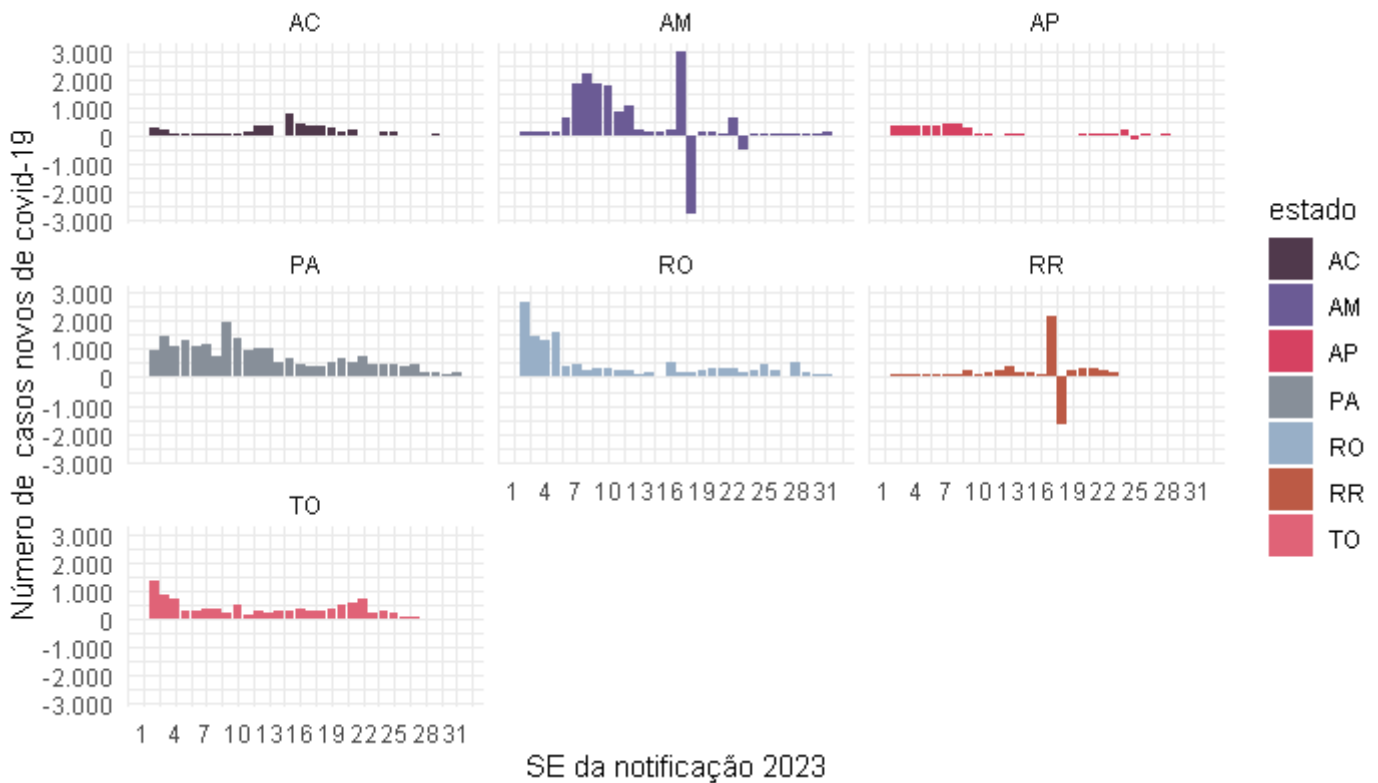 AC
AM
AP
3.000
2.000
1.000
0
-1.000
-2.000
-3.000
PA
RO
RR
3.000
2.000
1.000
0
-1.000
-2.000
-3.000
1 4 7 10 13 16 19 22 25 28 31
1 4 7 10 13 16 19 22 25 28 31
TO
3.000
2.000
1.000
0
-1.000
-2.000
-3.000
1 4 7 10 13 16 19 22 25 28 31
Número de casos novos de covid-19
SE da notificação 2023
estado
AC
AM
AP
PA
RO
RR
TO